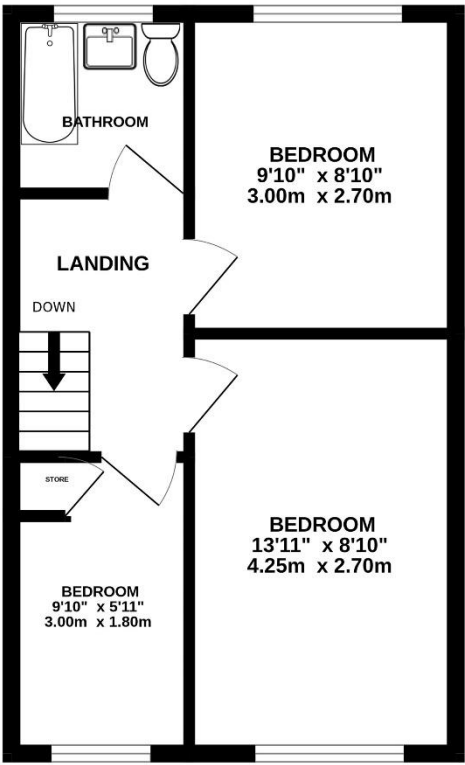 BATHROOM
BEDROOM
9'10" x 8'10"
3.00m x 2.70m
LANDING
DOWN
STORE
BEDROOM
13'11" x 8'10"
4.25m x 2.70m
BEDROOM
9'10" x 5'11"
3.00m x 1.80m